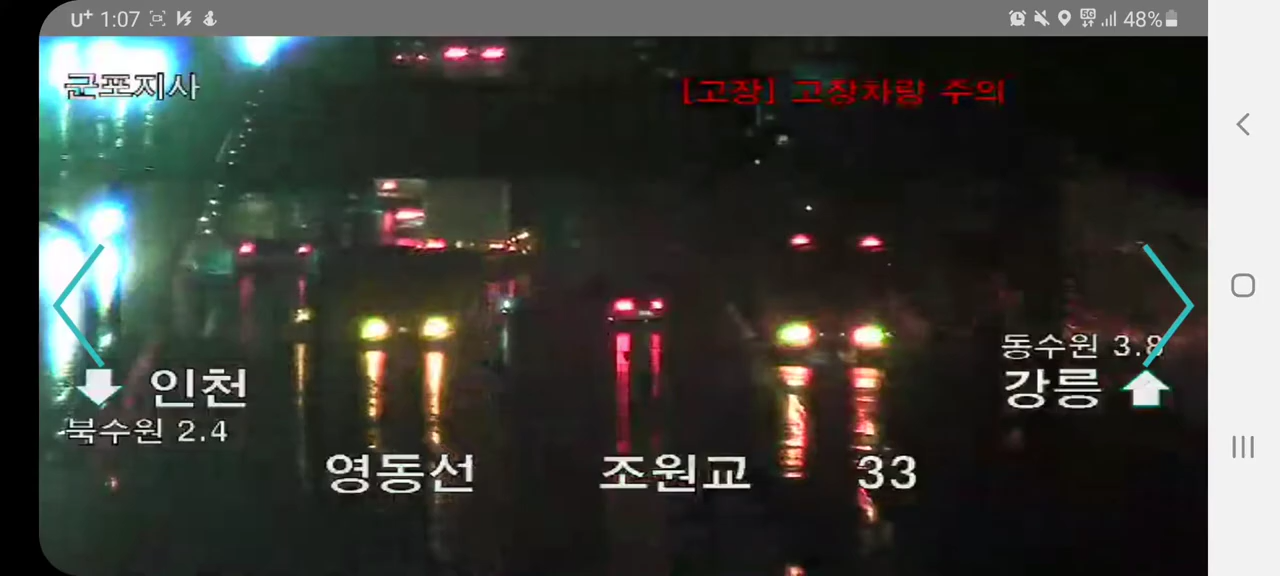 U+ 1:07
5G 48%
군포지사
[고장] 고장차량 주의
동수원 3.8
인천
강릉
북수원 2.4
영동선 조원교 33